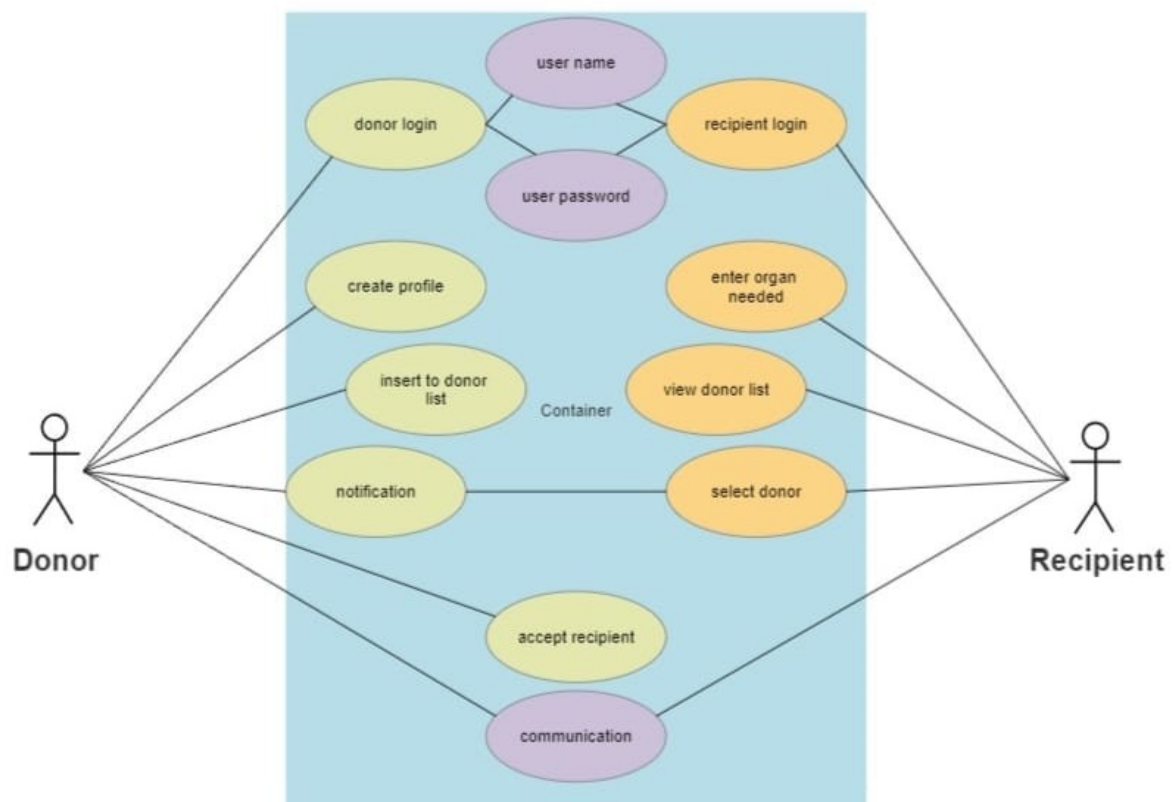 user name
donor login
recipient login
user password
create profile
enter organ
needed
insert to donor
list
view donor list
Container
notification
select donor
Donor
Recipient
accept recipient
communication